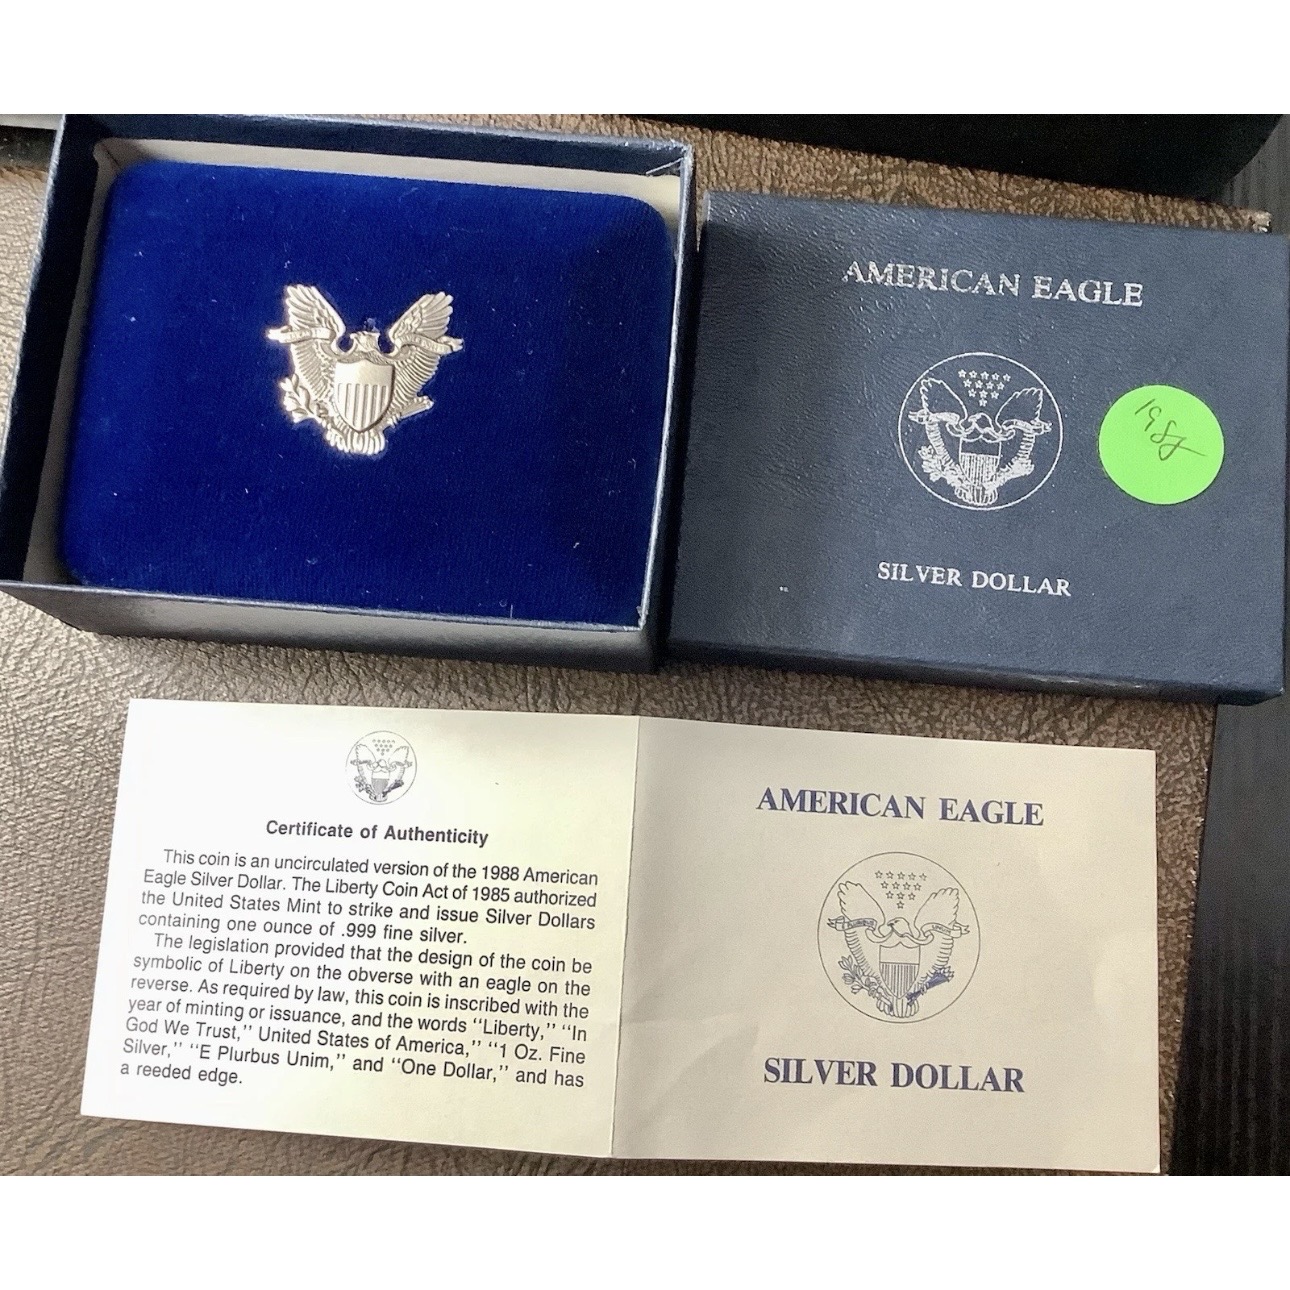 AMERICAN EAGLE
1988
SILVER DOLLAR
Certificate of Authenticity
This coin is an uncirculated version of the 1988 American
Eagle Silver Dollar. The Liberty Coin Act of 1985 authorized
the United States Mint to strike and issue Silver Dollars
containing one ounce of .999 fine silver.
The legislation provided that the design of the coin be
symbolic of Liberty on the obverse with an eagle on the
reverse. As required by law, this coin is inscribed with the
year of minting or issuance, and the words ''Liberty,'' ''In
God We Trust,'' United States of America,'' ''1 Oz. Fine
Silver,'' ''E Plurbus Unim,'' and ''One Dollar,'' and has
a reeded edge.
AMERICAN EAGLE
SILVER DOLLAR